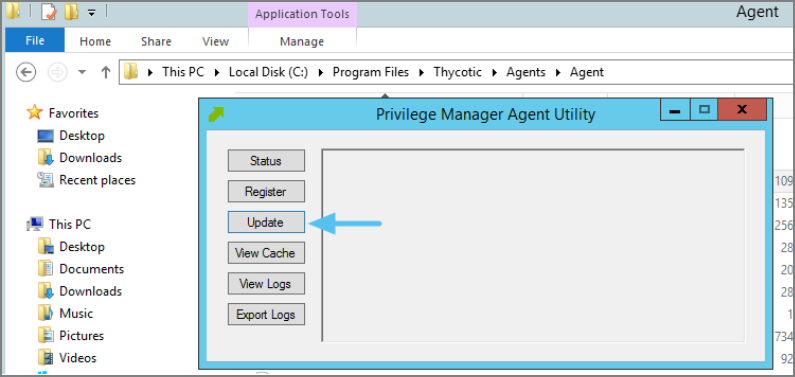 Application Tools
Agent
File Home Share View Manage
This PC Local Disk (C:) Program Files Thycotic Agents Agent
Favorites
Desktop
Downloads
Recent places
This PC
Desktop
Documents
Downloads
Music
Pictures
Videos
Privilege Manager Agent Utility
Status
Register
Update
View Cache
View Logs
Export Logs
109
135
256
28
20
28
1
734
92